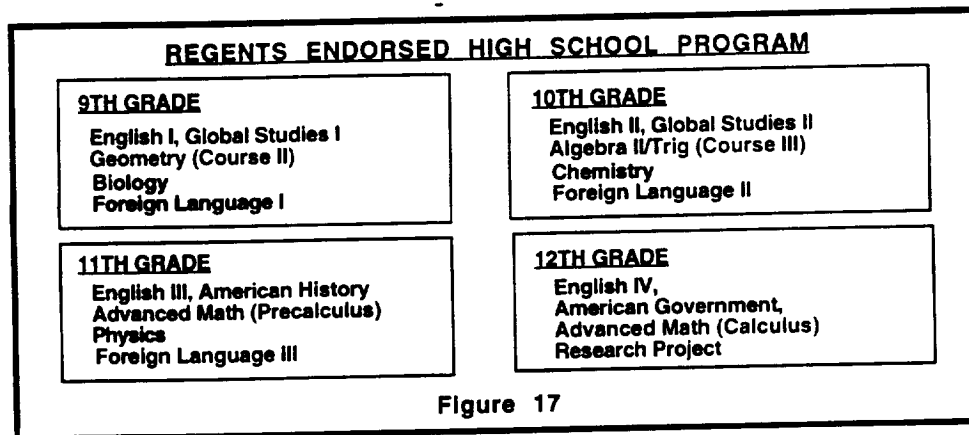 REGENTS ENDORSED HIGH SCHOOL PROGRAM
9TH GRADE
English I, Global Studies I
Geometry (Course II)
Biology
Foreign Language I
10TH GRADE
English II, Global Studies II
Algebra II/Trig (Course III)
Chemistry
Foreign Language II
11TH GRADE
English III, American History
Advanced Math (Precalculus)
Physics
Foreign Language III
12TH GRADE
English IV,
American Government,
Advanced Math (Calculus)
Research Project
Figure 17